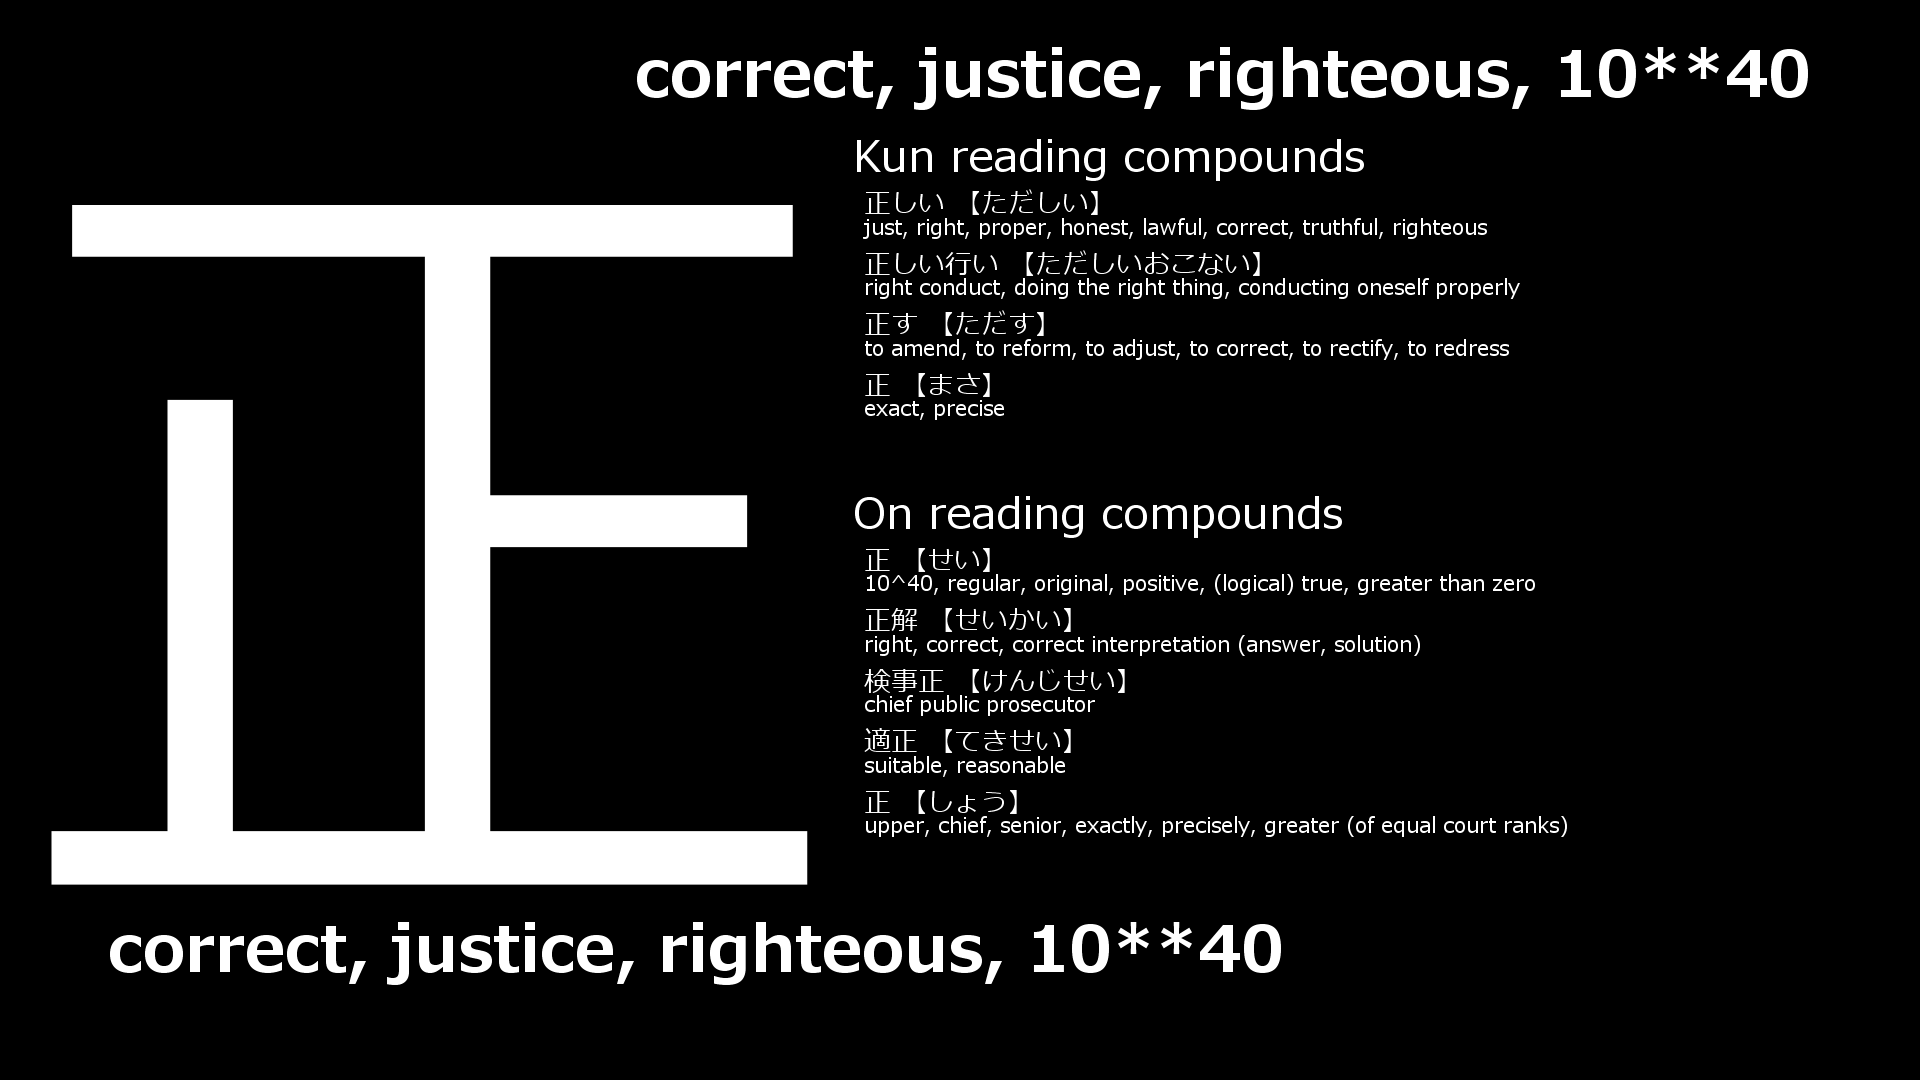 correct, justice, righteous, 10**40
正
Kun reading compounds
正しい 【ただしい】
just, right, proper, honest, lawful, correct, truthful, righteous
正しい行い 【ただしいおこない】
right conduct, doing the right thing, conducting oneself properly
正す 【ただす】
to amend, to reform, to adjust, to correct, to rectify, to redress
正 【まさ】
exact, precise
On reading compounds
正 【せい】
10^40, regular, original, positive, (logical) true, greater than zero
正解 【せいかい】
right, correct, correct interpretation (answer, solution)
検事正 【けんじせい】
chief public prosecutor
適正 【てきせい】
suitable, reasonable
正 【しょう】
upper, chief, senior, exactly, precisely, greater (of equal court ranks)
correct, justice, righteous, 10**40